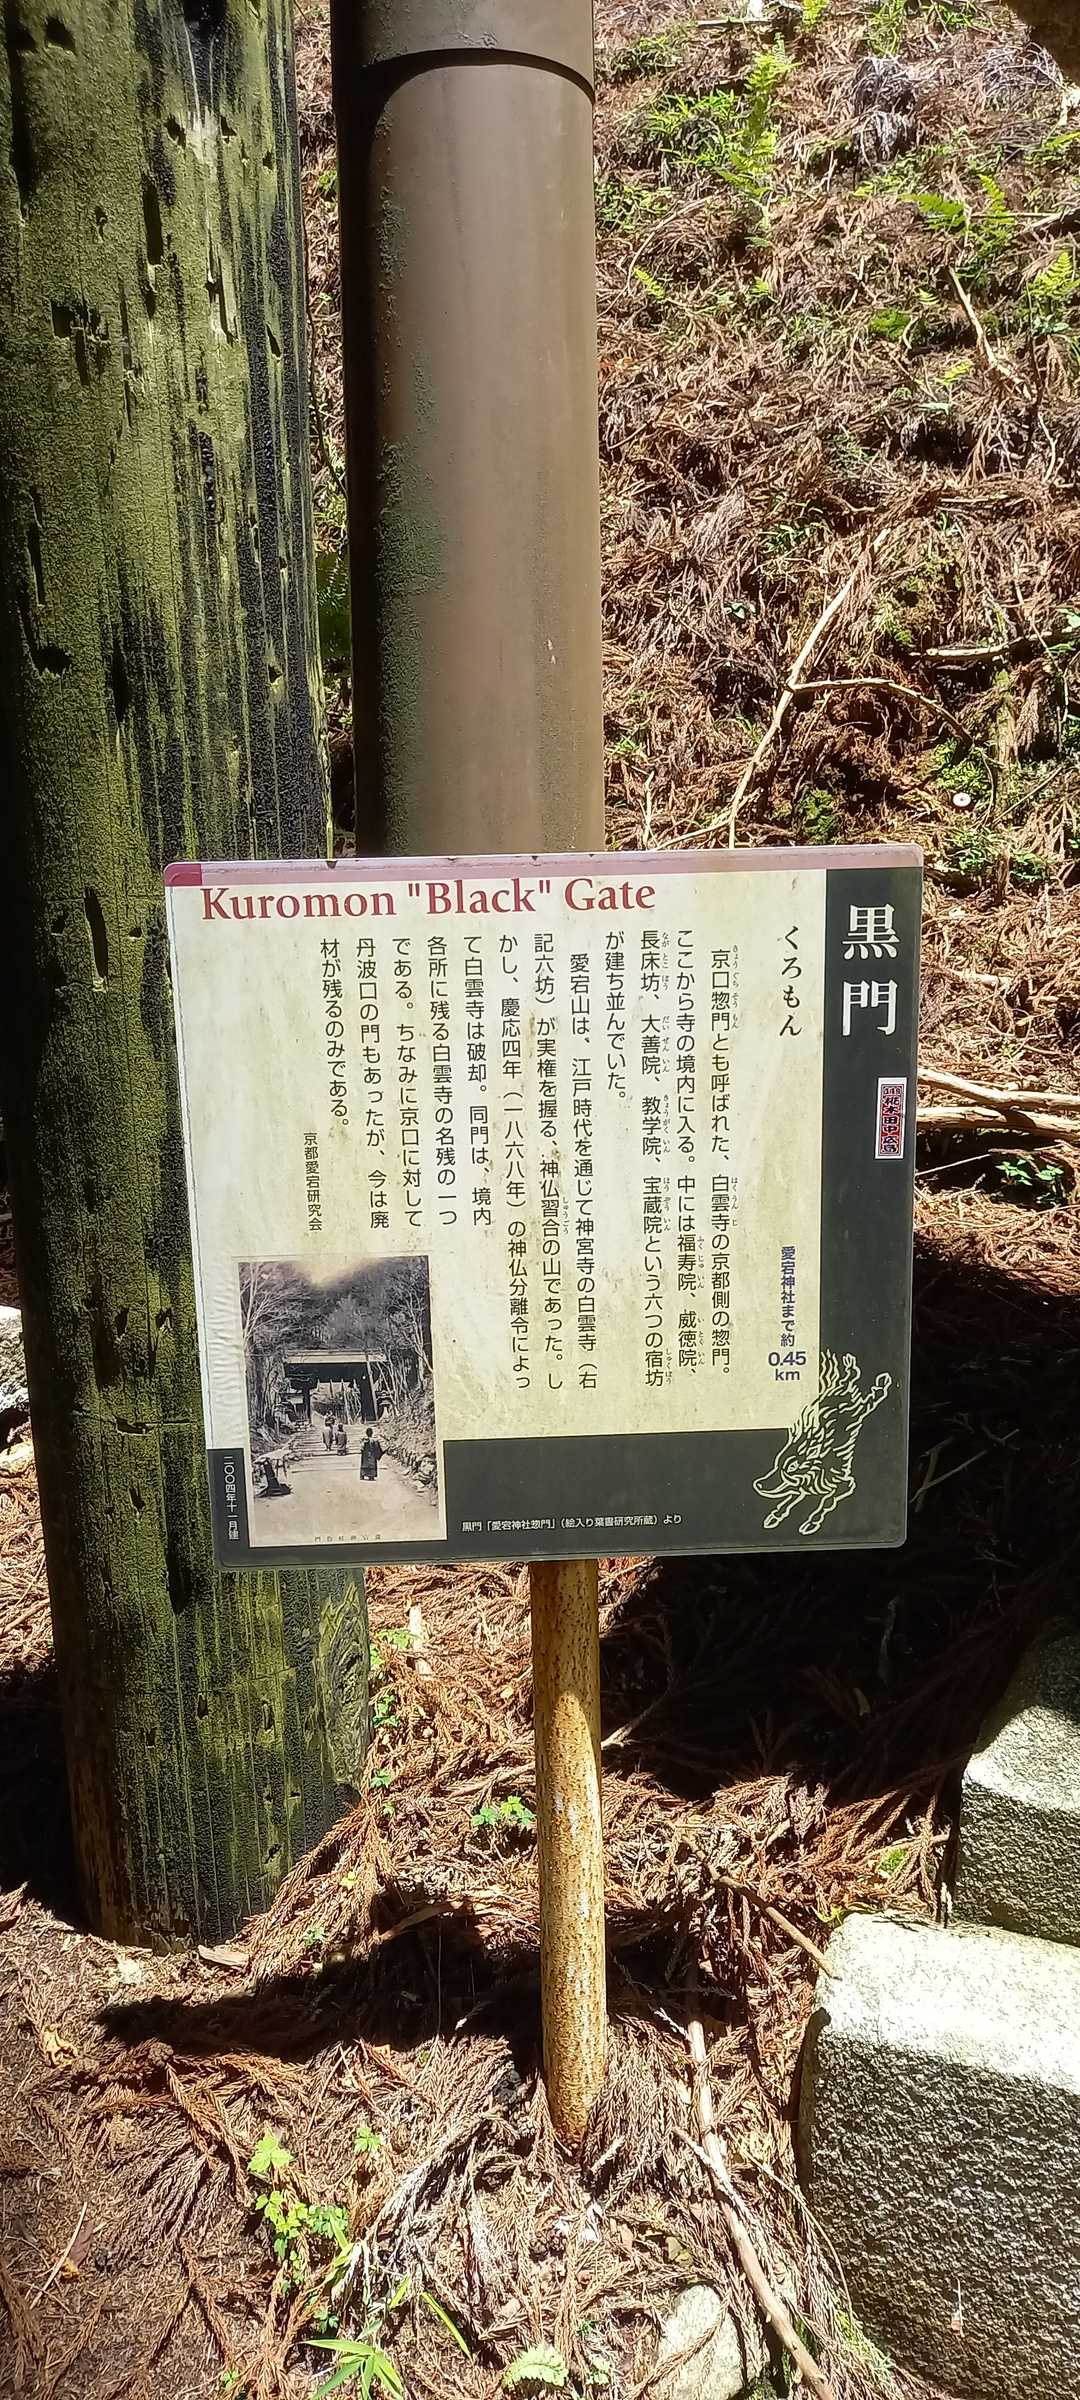 Kuromon "Black" Gate
黒門
くろもん
愛宕神社まで約
0.45
km
京口惣門とも呼ばれた、白雲寺の京都側の惣門。
ここから寺の境内に入る。中には福寿院、威徳院、
長床坊、大善院、教学院、宝蔵院という六つの宿坊
が建ち並んでいた。
愛宕山は、江戸時代を通じて神宮寺の白雲寺（右
記六坊）が実権を握る、神仏習合の山であった。し
かし、慶応四年（一八六八年）の神仏分離令によっ
て白雲寺は破却。同門は、境内
各所に残る白雲寺の名残の一つ
である。ちなみに京口に対して
丹波口の門もあったが、今は廃
材が残るのみである。
京都愛宕研究会
黒門「愛宕神社惣門」（絵入り葉書研究所蔵）より
二〇〇四年十一月建